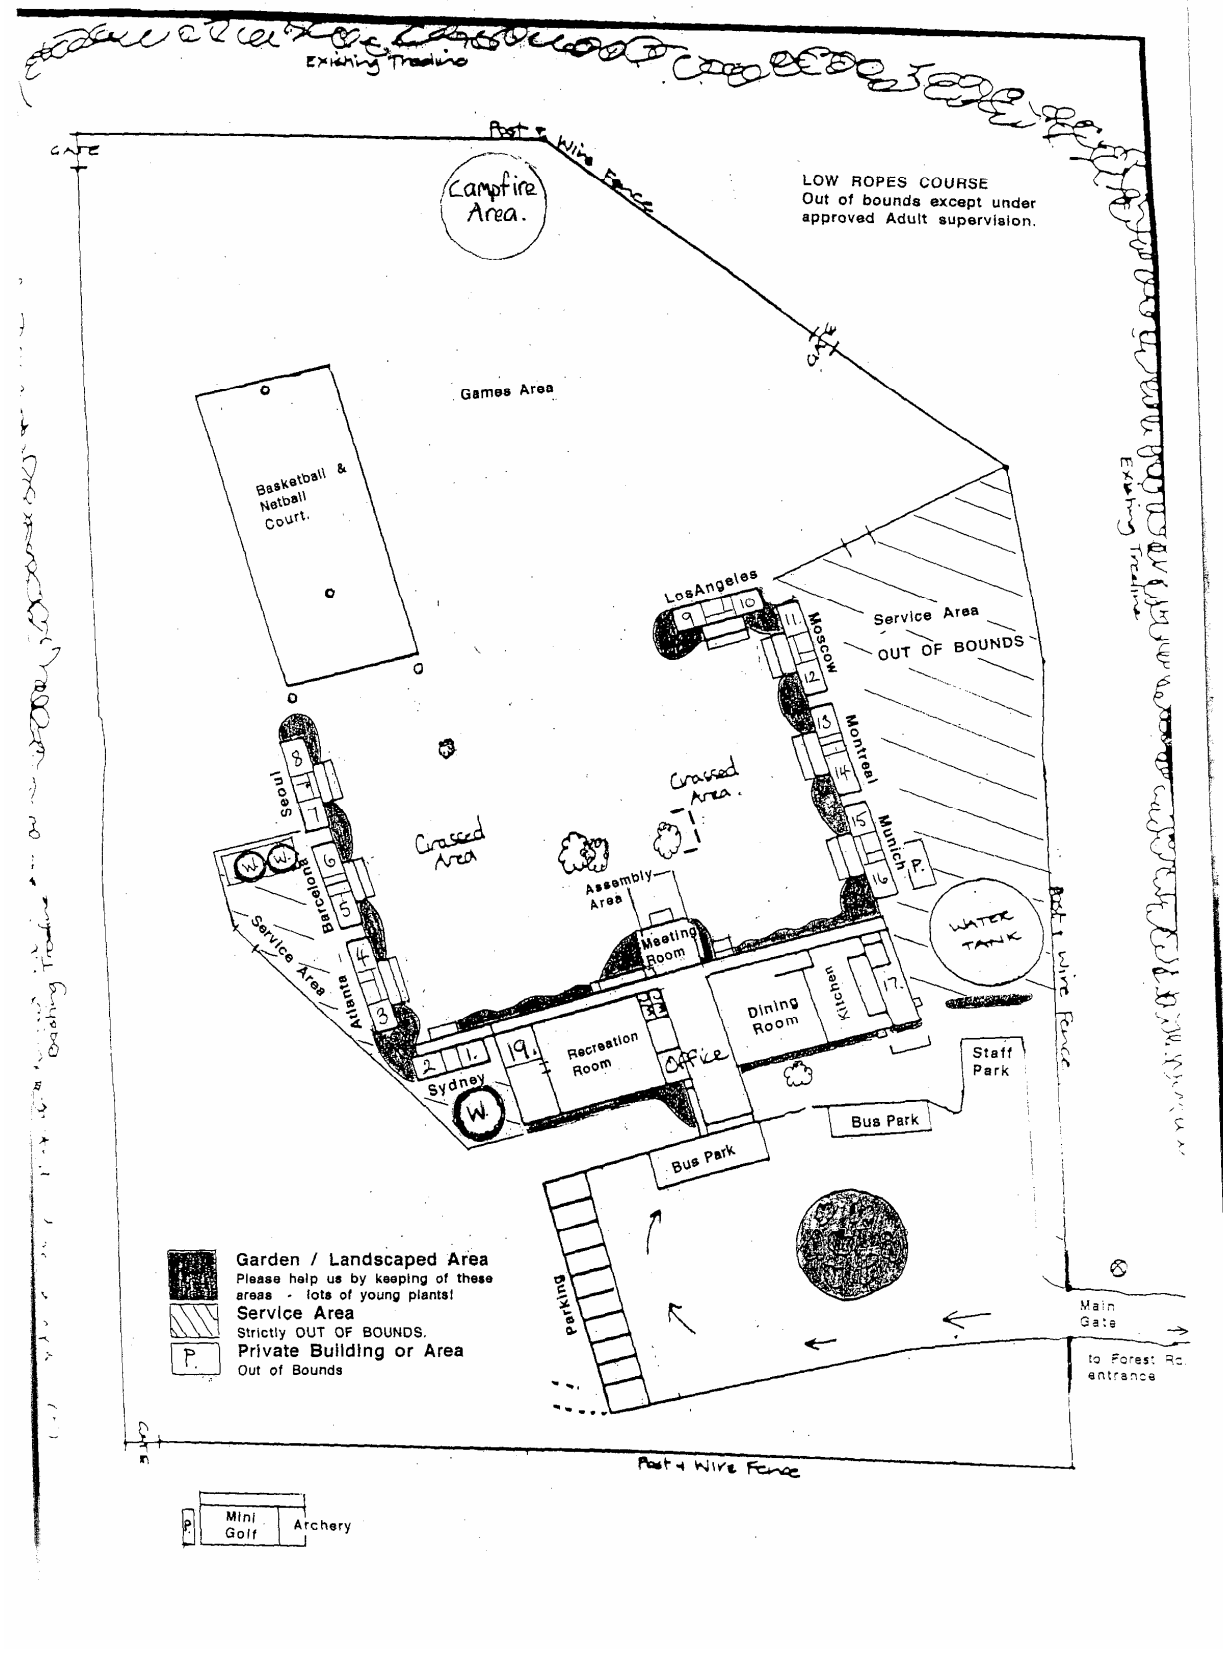 Existing Treeline
Post + Wire Fence
GATE
Campfire
Area.
LOW ROPES COURSE
Out of bounds except under
approved Adult supervision.
GATE
Games Area
Basketball &
Netball
Court.
Existing Treeline
LosAngeles
9
10
11.
Moscow
12
Service Area
OUT OF BOUNDS
13
Montreal
14
8
Seoul
7
Grassed
Area.
Grassed
Area
15
Munich
16
P.
W.
W.
6
Barcelona
5
Assembly
Area
Service Area
4
Atlanta
3
Meeting
Room
WATER
TANK
Post + Wire Fence
Existing Treeline
Dining
Room
Kitchen
17.
2
1.
19.
Recreation
Room
Office
Sydney
W.
Staff
Park
Bus Park
Bus Park
Parking
Garden / Landscaped Area
Please help us by keeping of these
areas - lots of young plants!
Service Area
Strictly OUT OF BOUNDS.
P.
Private Building or Area
Out of Bounds
Main
Gate
to Forest Rd.
entrance
GATE
Post + Wire Fence
P.
Mini
Golf
Archery